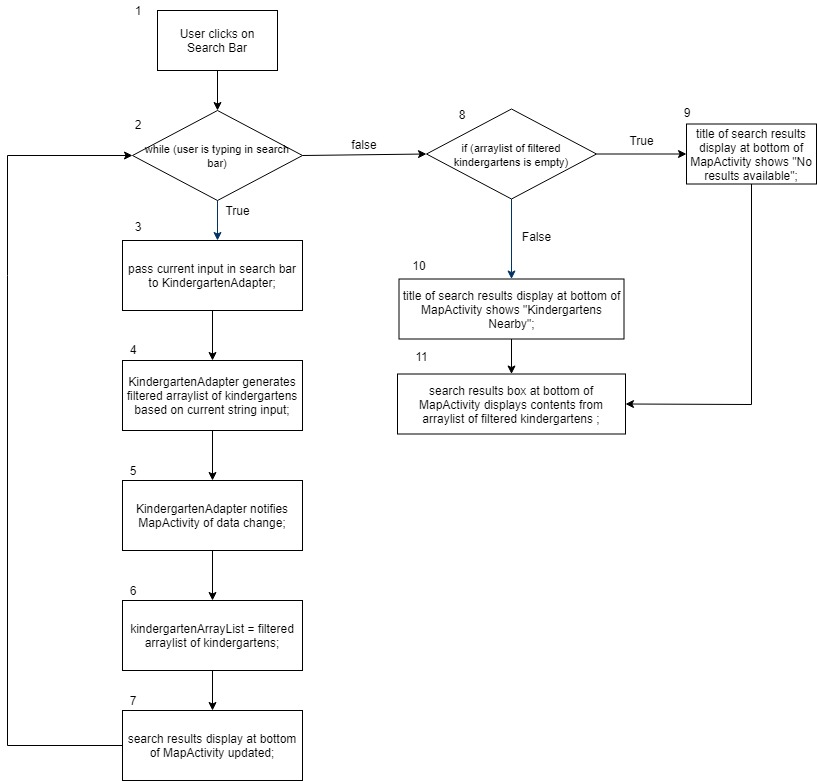 1
User clicks on
Search Bar
2
while (user is typing in search
bar)
false
True
3
pass current input in search bar
to KindergartenAdapter;
4
KindergartenAdapter generates
filtered arraylist of kindergartens
based on current string input;
5
KindergartenAdapter notifies
MapActivity of data change;
6
kindergartenArrayList = filtered
arraylist of kindergartens;
7
search results display at bottom
of MapActivity updated;
8
if (arraylist of filtered
kindergartens is empty)
True
False
9
title of search results
display at bottom of
MapActivity shows "No
results available";
10
title of search results display at bottom of
MapActivity shows "Kindergartens
Nearby";
11
search results box at bottom of
MapActivity displays contents from
arraylist of filtered kindergartens ;